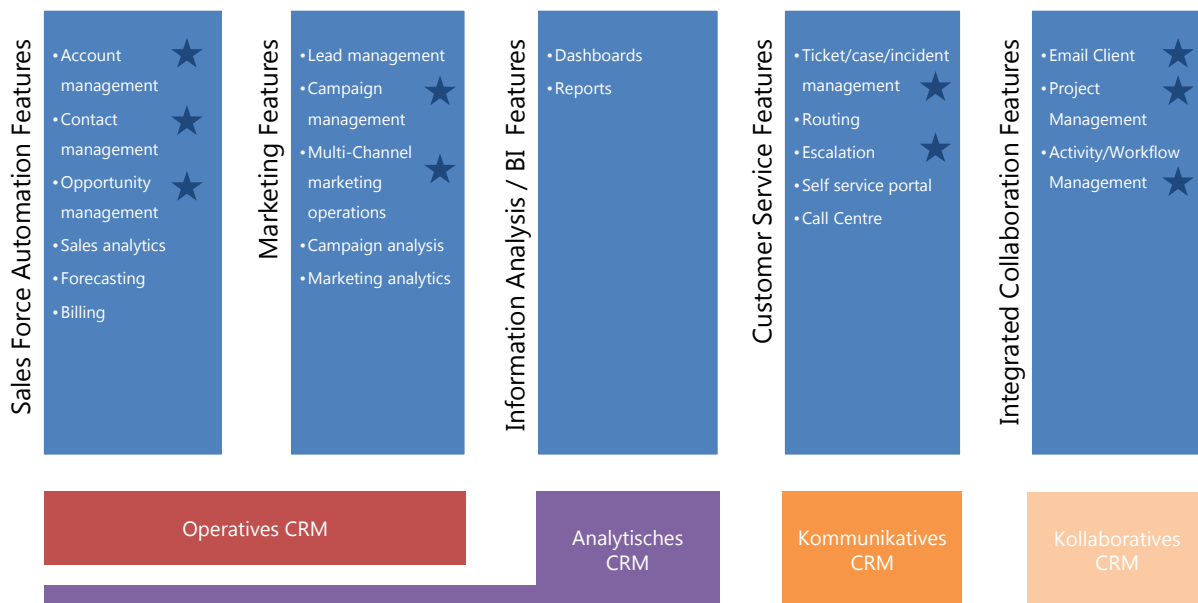 Sales Force Automation Features
• Account
management
• Contact
management
• Opportunity
management
• Sales analytics
• Forecasting
• Billing
Marketing Features
• Lead management
• Campaign
management
• Multi-Channel
marketing
operations
• Campaign analysis
• Marketing analytics
Information Analysis / BI Features
• Dashboards
• Reports
Customer Service Features
• Ticket/case/incident
management
• Routing
• Escalation
• Self service portal
• Call Centre
Integrated Collaboration Features
• Email Client
• Project
Management
• Activity/Workflow
Management
Operatives CRM
Analytisches
CRM
Kommunikatives
CRM
Kollaboratives
CRM